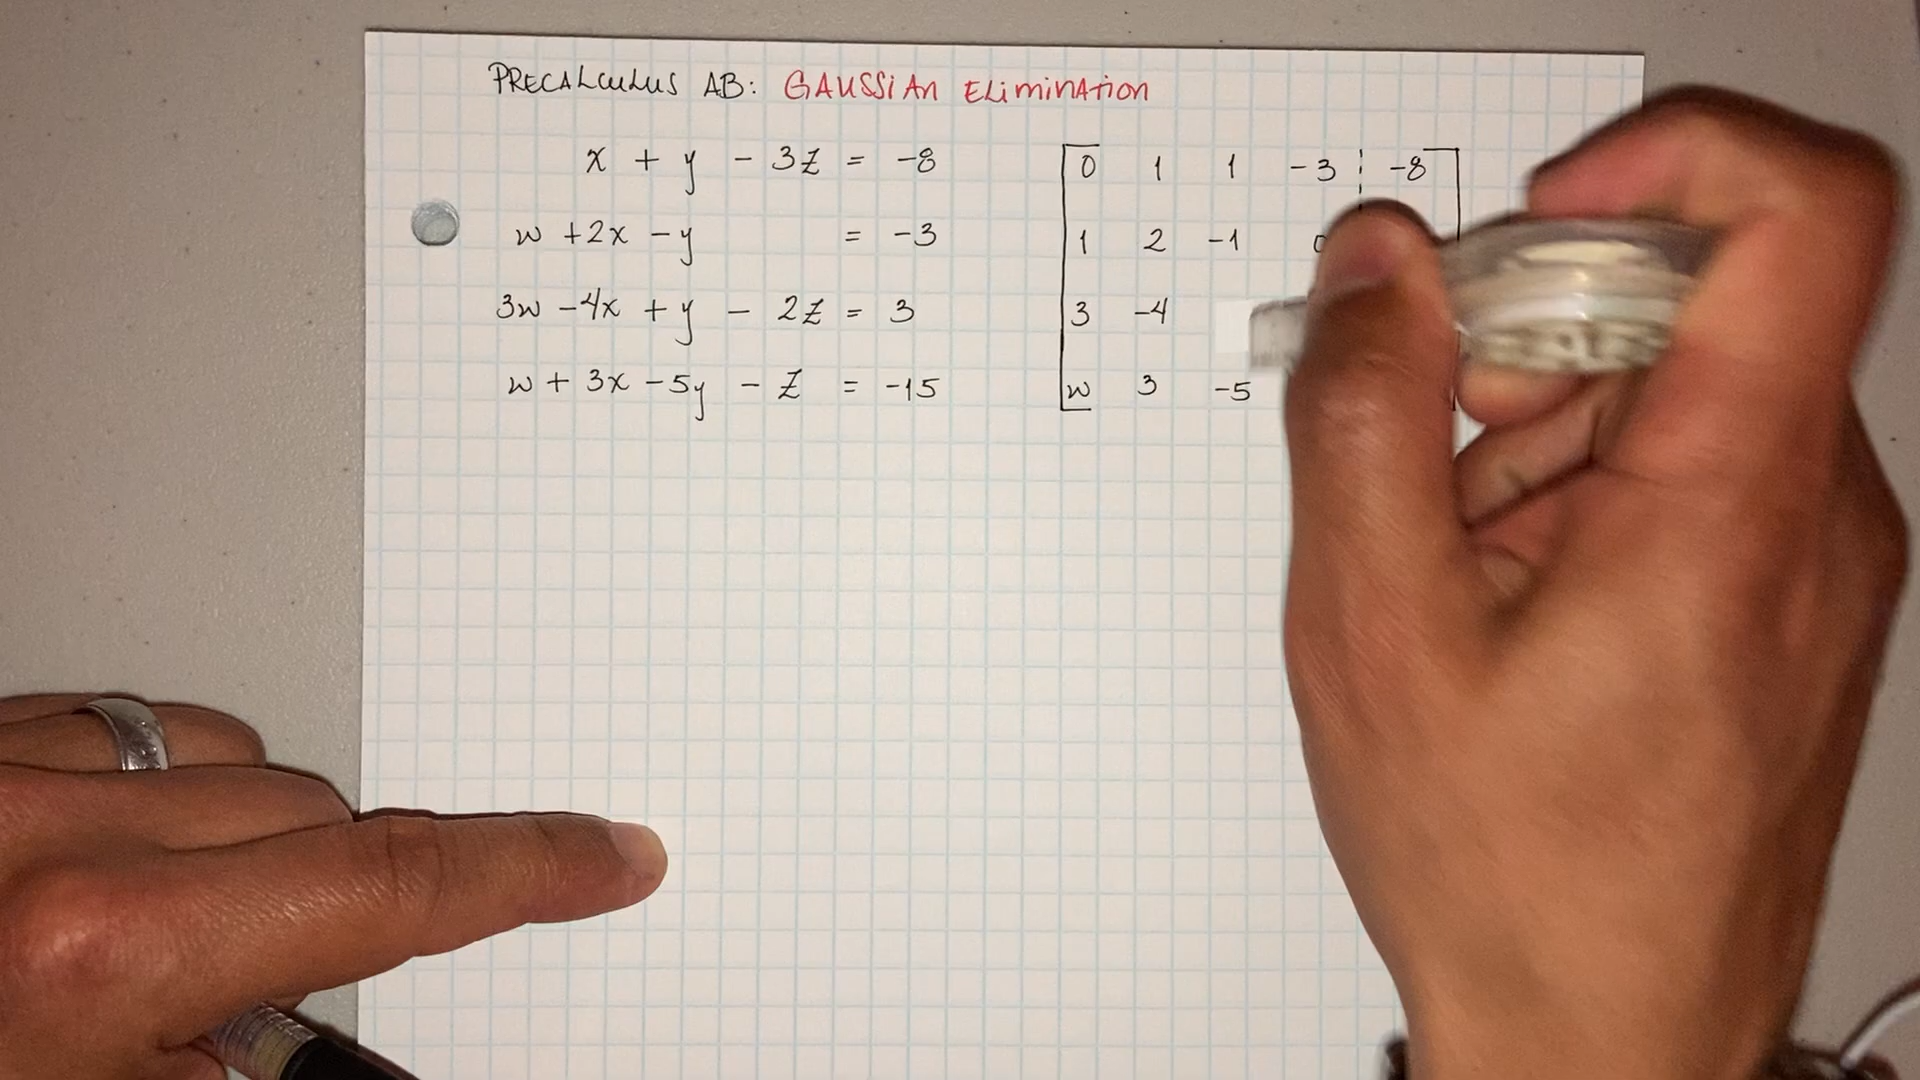 PRECALCULUS AB: GAUSSIAN ELIMINATION
x + y - 3z = -8
w + 2x - y = -3
3w - 4x + y - 2z = 3
w + 3x - 5y - z = -15
0 1 1 -3 -8
1 2 -1
3 -4
w 3 -5